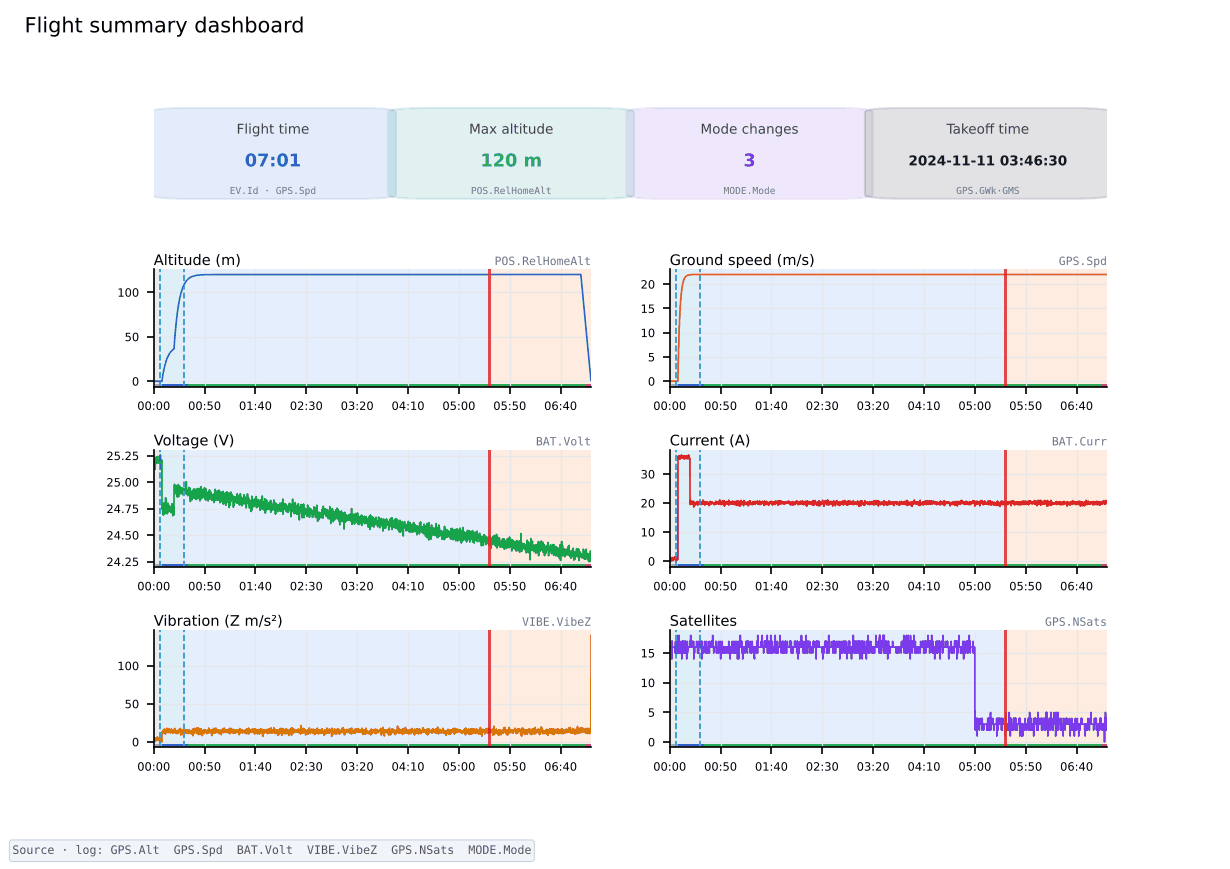 Flight summary dashboard
Flight time
07:01
EV.Id · GPS.Spd
Max altitude
120 m
POS.RelHomeAlt
Mode changes
3
MODE.Mode
Takeoff time
2024-11-11 03:46:30
GPS.GWk·GMS
Altitude (m)
POS.RelHomeAlt
100
50
0
00:00 00:50 01:40 02:30 03:20 04:10 05:00 05:50 06:40
Ground speed (m/s)
GPS.Spd
20
15
10
5
0
00:00 00:50 01:40 02:30 03:20 04:10 05:00 05:50 06:40
Voltage (V)
BAT.Volt
25.25
25.00
24.75
24.50
24.25
00:00 00:50 01:40 02:30 03:20 04:10 05:00 05:50 06:40
Current (A)
BAT.Curr
30
20
10
0
00:00 00:50 01:40 02:30 03:20 04:10 05:00 05:50 06:40
Vibration (Z m/s²)
VIBE.VibeZ
100
50
0
00:00 00:50 01:40 02:30 03:20 04:10 05:00 05:50 06:40
Satellites
GPS.NSats
15
10
5
0
00:00 00:50 01:40 02:30 03:20 04:10 05:00 05:50 06:40
Source · log: GPS.Alt GPS.Spd BAT.Volt VIBE.VibeZ GPS.NSats MODE.Mode